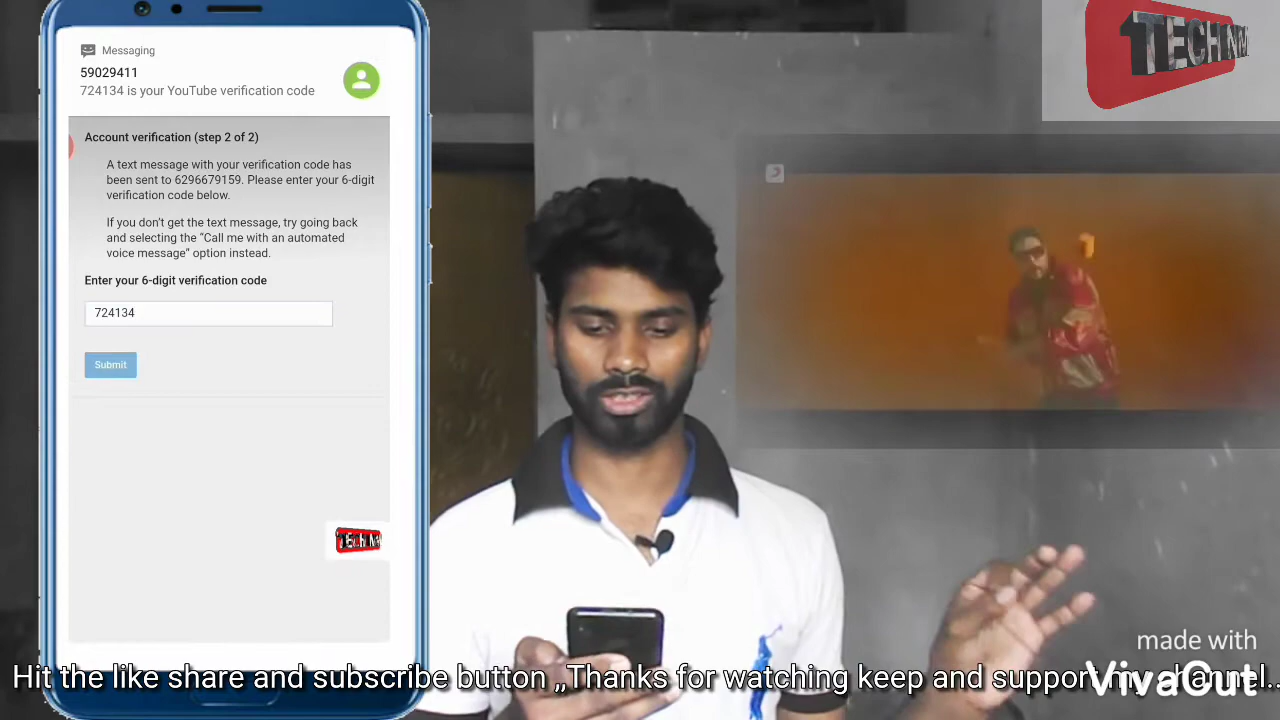 Messaging
59029411
724134 is your YouTube verification code
Account verification (step 2 of 2)
A text message with your verification code has
been sent to 6296679159. Please enter your 6-digit
verification code below.
If you don't get the text message, try going back
and selecting the "Call me with an automated
voice message" option instead.
Enter your 6-digit verification code
724134
Submit
made with
VivaCut
Hit the like share and subscribe button ,,Thanks for watching keep and support my channel..